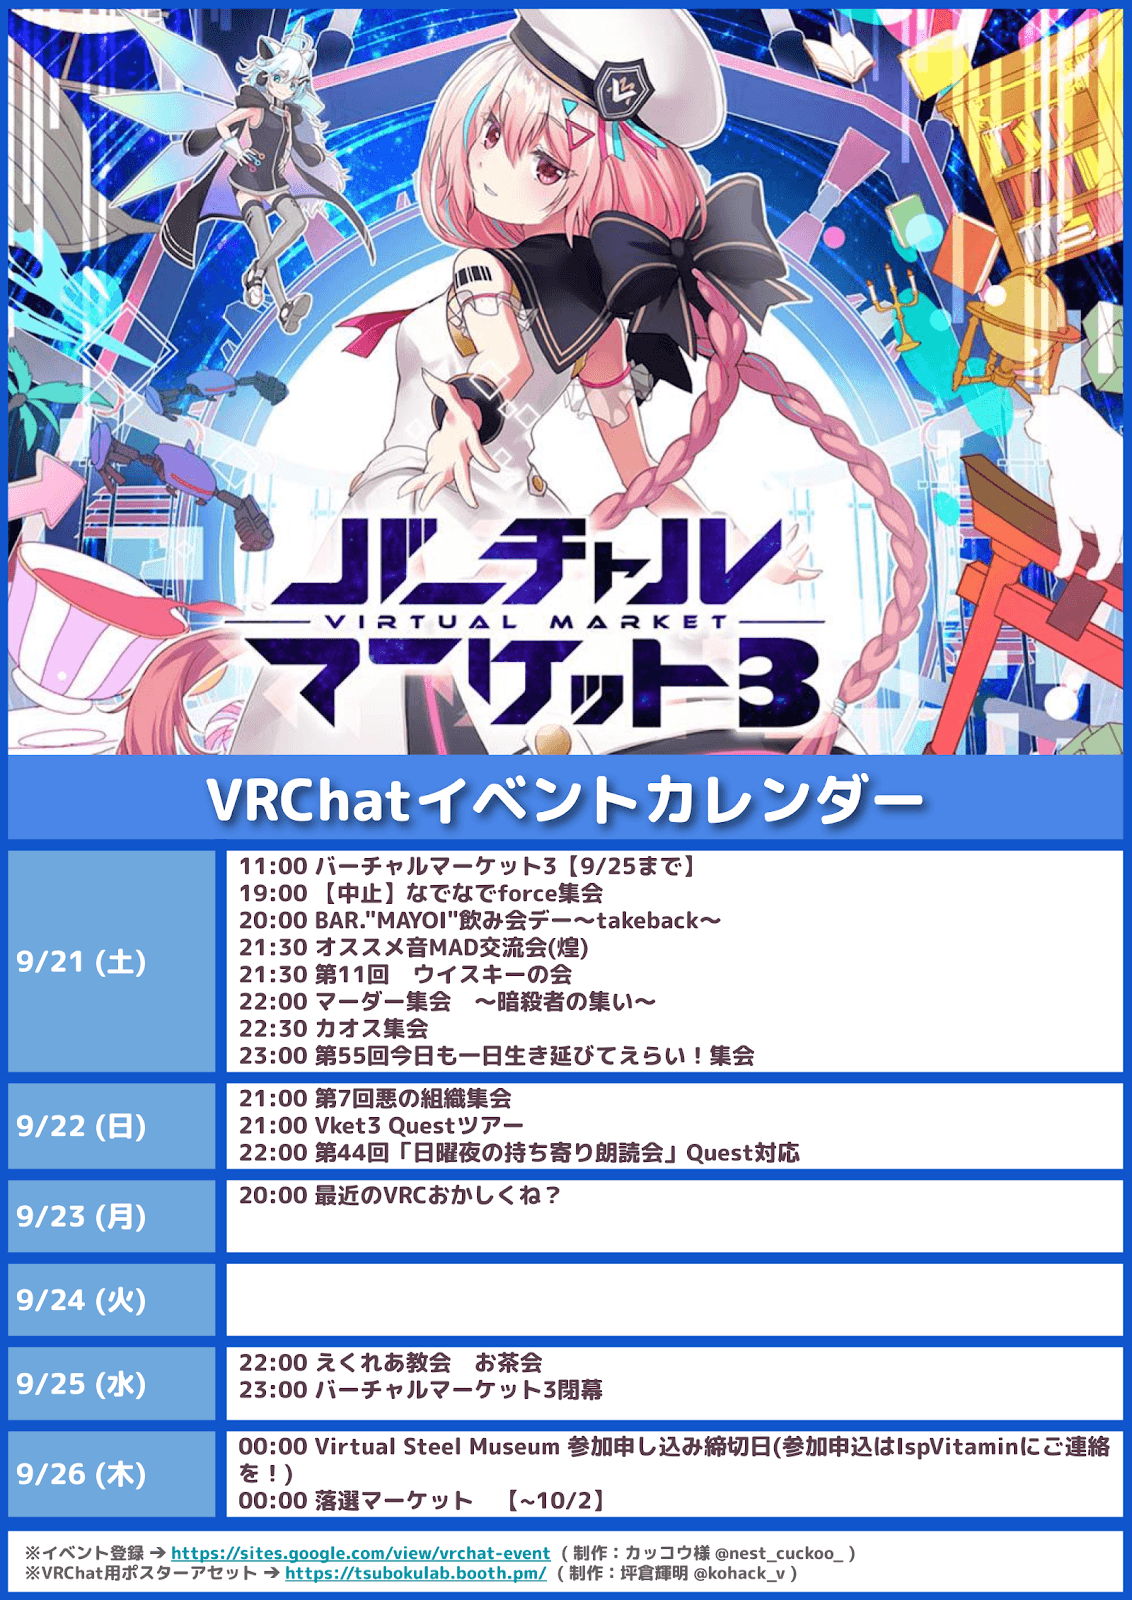 バーチャル
VIRTUAL MARKET
マーケット3
VRChatイベントカレンダー
9/21 (土)
11:00 バーチャルマーケット3【9/25まで】
19:00 【中止】なでなでforce集会
20:00 BAR."MAYOI"飲み会デー～takeback～
21:30 オススメ音MAD交流会(煌)
21:30 第11回　ウイスキーの会
22:00 マーダー集会　～暗殺者の集い～
22:30 カオス集会
23:00 第55回今日も一日生き延びてえらい！集会
9/22 (日)
21:00 第7回悪の組織集会
21:00 Vket3 Questツアー
22:00 第44回「日曜夜の持ち寄り朗読会」Quest対応
9/23 (月)
20:00 最近のVRCおかしくね？
9/24 (火)
9/25 (水)
22:00 えくれあ教会　お茶会
23:00 バーチャルマーケット3閉幕
9/26 (木)
00:00 Virtual Steel Museum 参加申し込み締切日(参加申込はIspVitaminにご連絡
を！)
00:00 落選マーケット　【~10/2】
※イベント登録 → https://sites.google.com/view/vrchat-event ( 制作：カッコウ様 @nest_cuckoo_ )
※VRChat用ポスターアセット → https://tsubokulab.booth.pm/ ( 制作：坪倉輝明 @kohack_v )